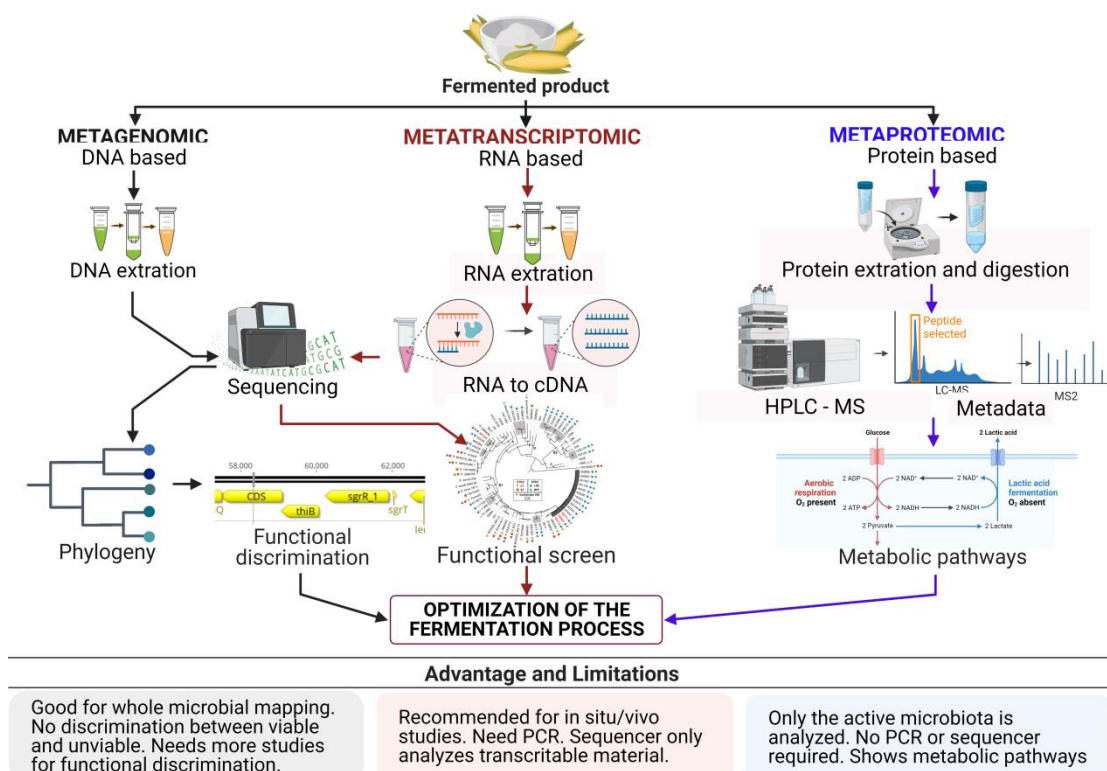 Fermented product
METAGENOMIC
DNA based
DNA extration
METATRANSCRIPTOMIC
RNA based
RNA extration
RNA to cDNA
METAPROTEOMIC
Protein based
Protein extration and digestion
Peptide
selected
LC-MS
MS2
HPLC - MS
Metadata
GCAT
ATGCG
TATCATGCGCAT
Sequencing
Phylogeny
58,000
60,000
62,000
CDS
sgrR_1
Q
thiB
sgrT
Functional
discrimination
Functional screen
Glucose
2 Lactic acid
Aerobic
respiration
O₂ present
2 ADP
2 NAD⁺
2 NAD⁺
Lactic acid
fermentation
O₂ absent
2 ATP
2 NADH
2 NADH
2 Pyruvate
2 Lactate
Metabolic pathways
OPTIMIZATION OF THE
FERMENTATION PROCESS
Advantage and Limitations
Good for whole microbial mapping.
No discrimination between viable
and unviable. Needs more studies
for functional discrimination.
Recommended for in situ/vivo
studies. Need PCR. Sequencer only
analyzes transcritable material.
Only the active microbiota is
analyzed. No PCR or sequencer
required. Shows metabolic pathways